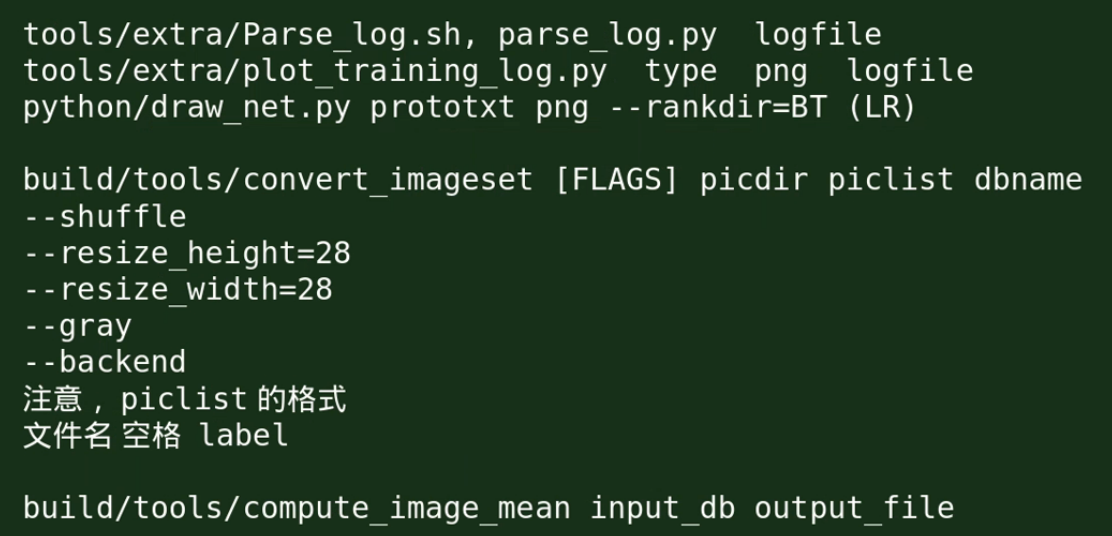 tools/extra/Parse_log.sh, parse_log.py  logfile
tools/extra/plot_training_log.py  type  png  logfile
python/draw_net.py prototxt png --rankdir=BT (LR)
build/tools/convert_imageset [FLAGS] picdir piclist dbname
--shuffle
--resize_height=28
--resize_width=28
--gray
--backend
注意，piclist 的格式
文件名 空格 label
build/tools/compute_image_mean input_db output_file